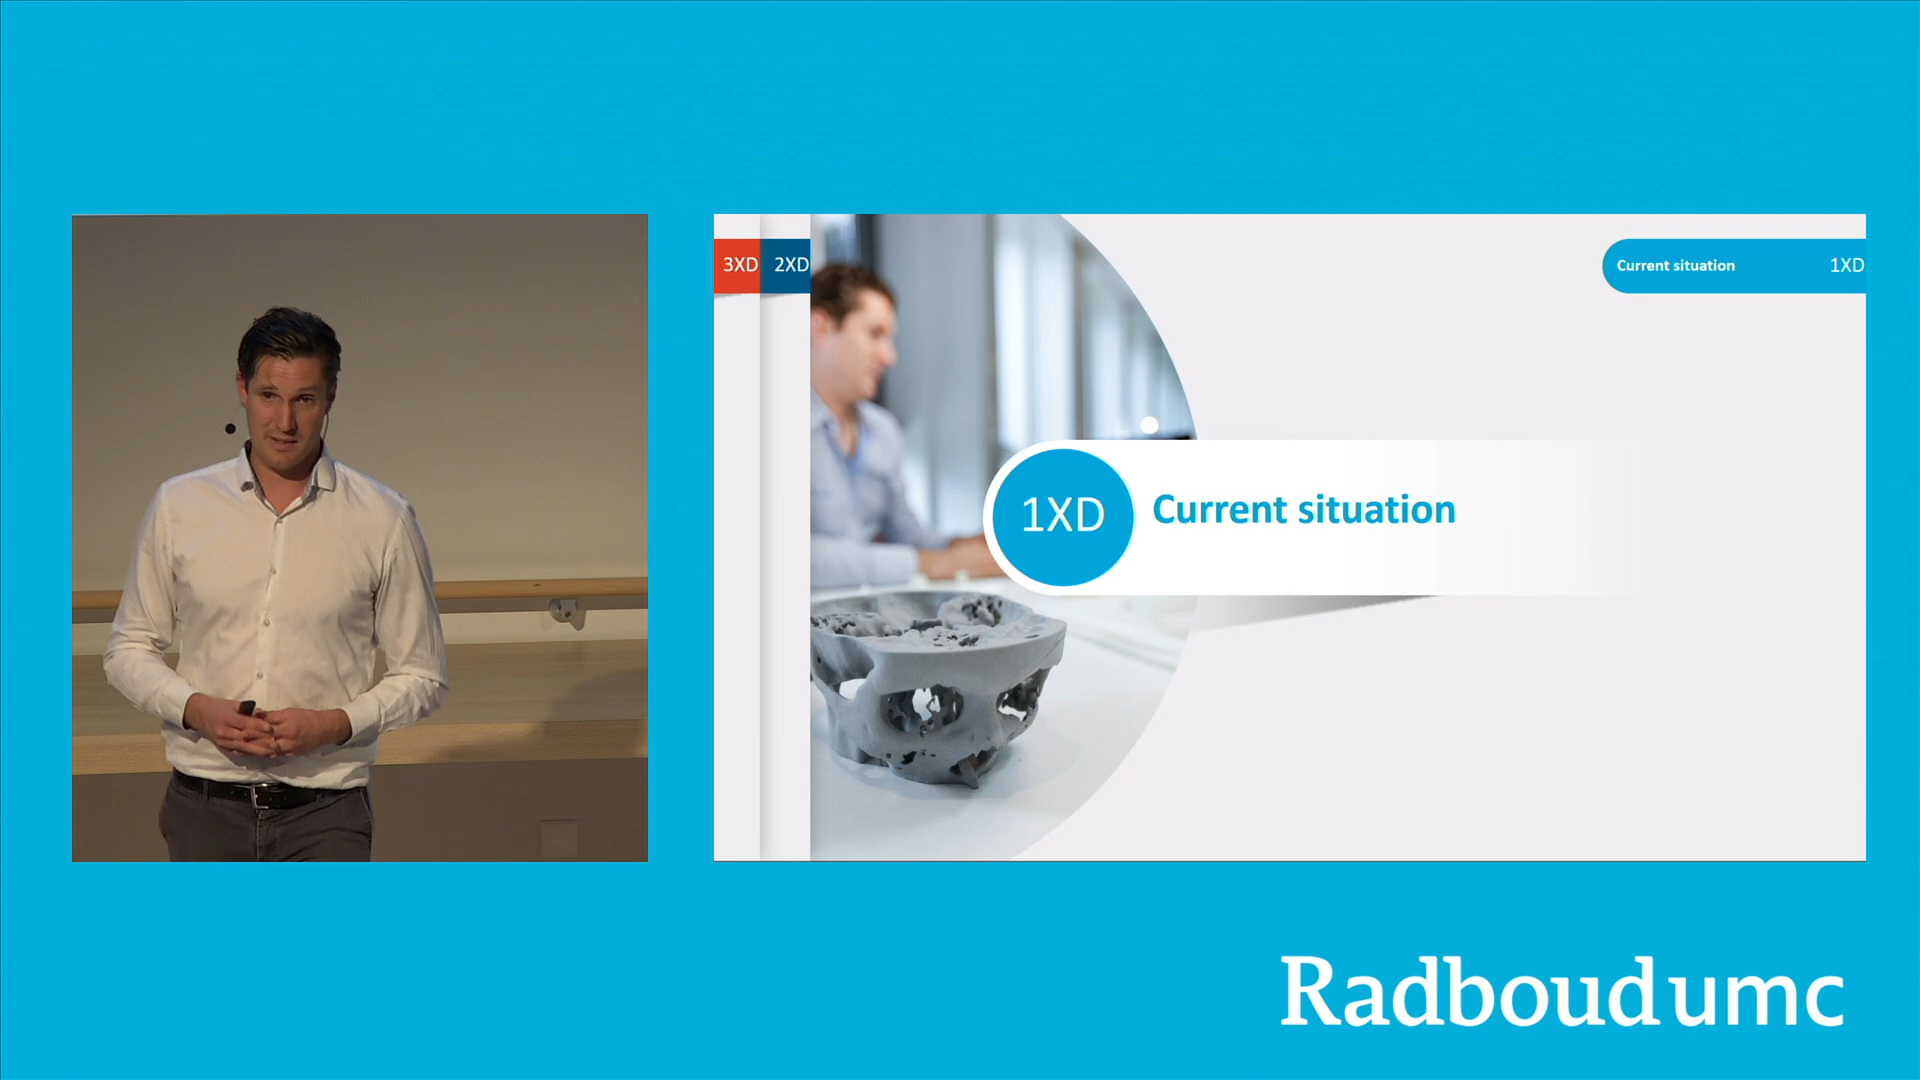 3XD
2XD
Current situation
1XD
1XD
Current situation
Radboudumc